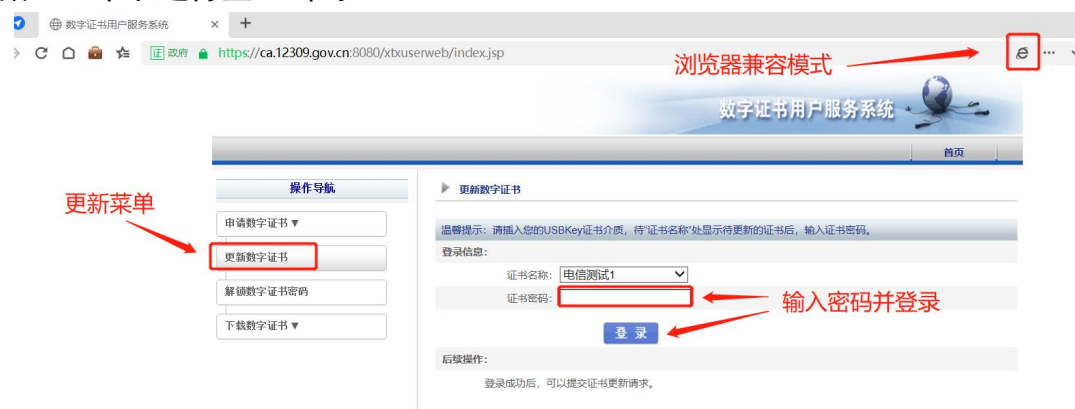 数字证书用户服务系统 × +
证 政府 https://ca.12309.gov.cn:8080/xtxuserweb/index.jsp
浏览器兼容模式
数字证书用户服务系统
首页
操作导航
更新数字证书
更新菜单
申请数字证书▼
温馨提示：请插入您的USBKey证书介质，待"证书名称"处显示待更新的证书后，输入证书密码。
更新数字证书
登录信息：
证书名称： 电信测试1
解锁数字证书密码
证书密码：
输入密码并登录
下载数字证书▼
登 录
后续操作：
登录成功后，可以提交证书更新请求。